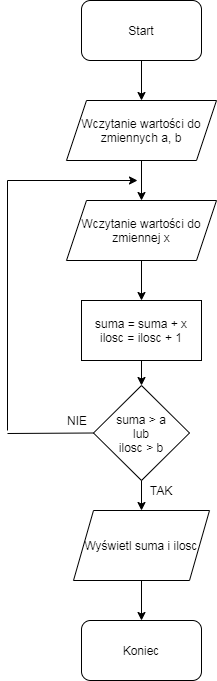 Start
Wczytanie wartości do
zmiennych a, b
Wczytanie wartości do
zmiennej x
suma = suma + x
ilosc = ilosc + 1
NIE
suma > a
lub
ilosc > b
TAK
Wyświetl suma i ilosc
Koniec